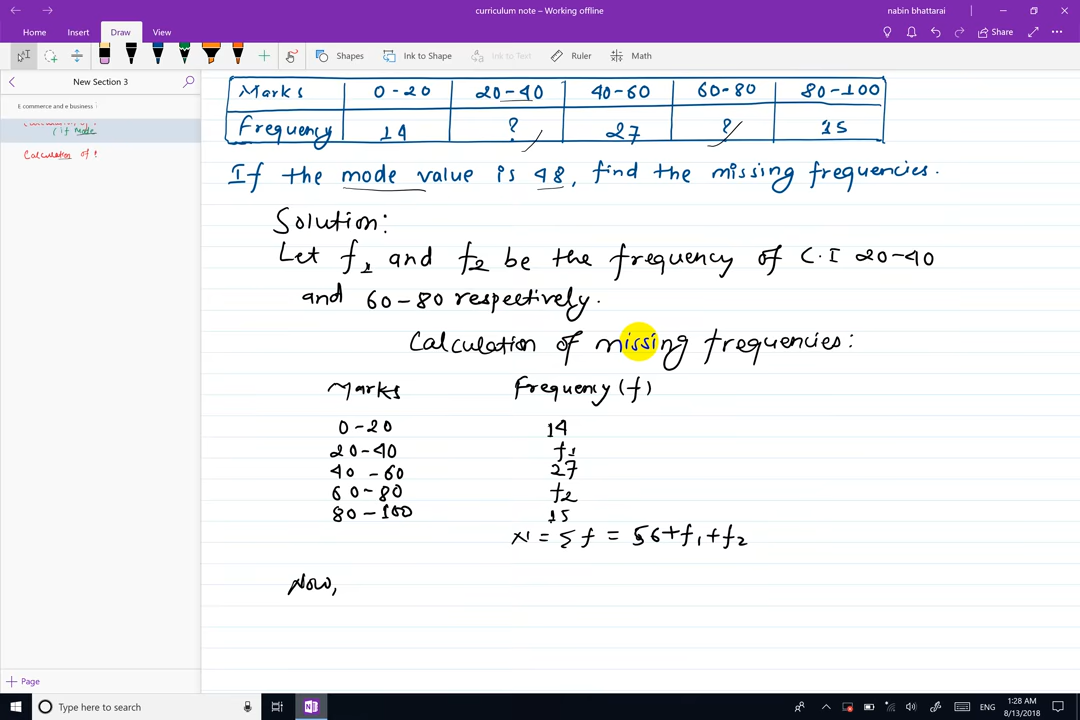 curriculum note – Working offline
nabin bhattarai
Home Insert Draw View
Share
Shapes Ink to Shape Ink to Text Ruler Math
New Section 3
E commerce and e business
Calculation of !
+ Page
Marks 0-20 20-40 40-60 60-80 80-100
Frequency 14 ? 27 ? 15
If the mode value is 48, find the missing frequencies.
Solution:
Let f1 and f2 be the frequency of C.I 20-40
and 60-80 respectively.
Calculation of missing frequencies:
Marks Frequency (f)
0-20 14
20-40 f1
40-60 27
60-80 f2
80-100 15
N = Σf = 56+f1+f2
Now,
Type here to search
ENG
1:28 AM
8/13/2018